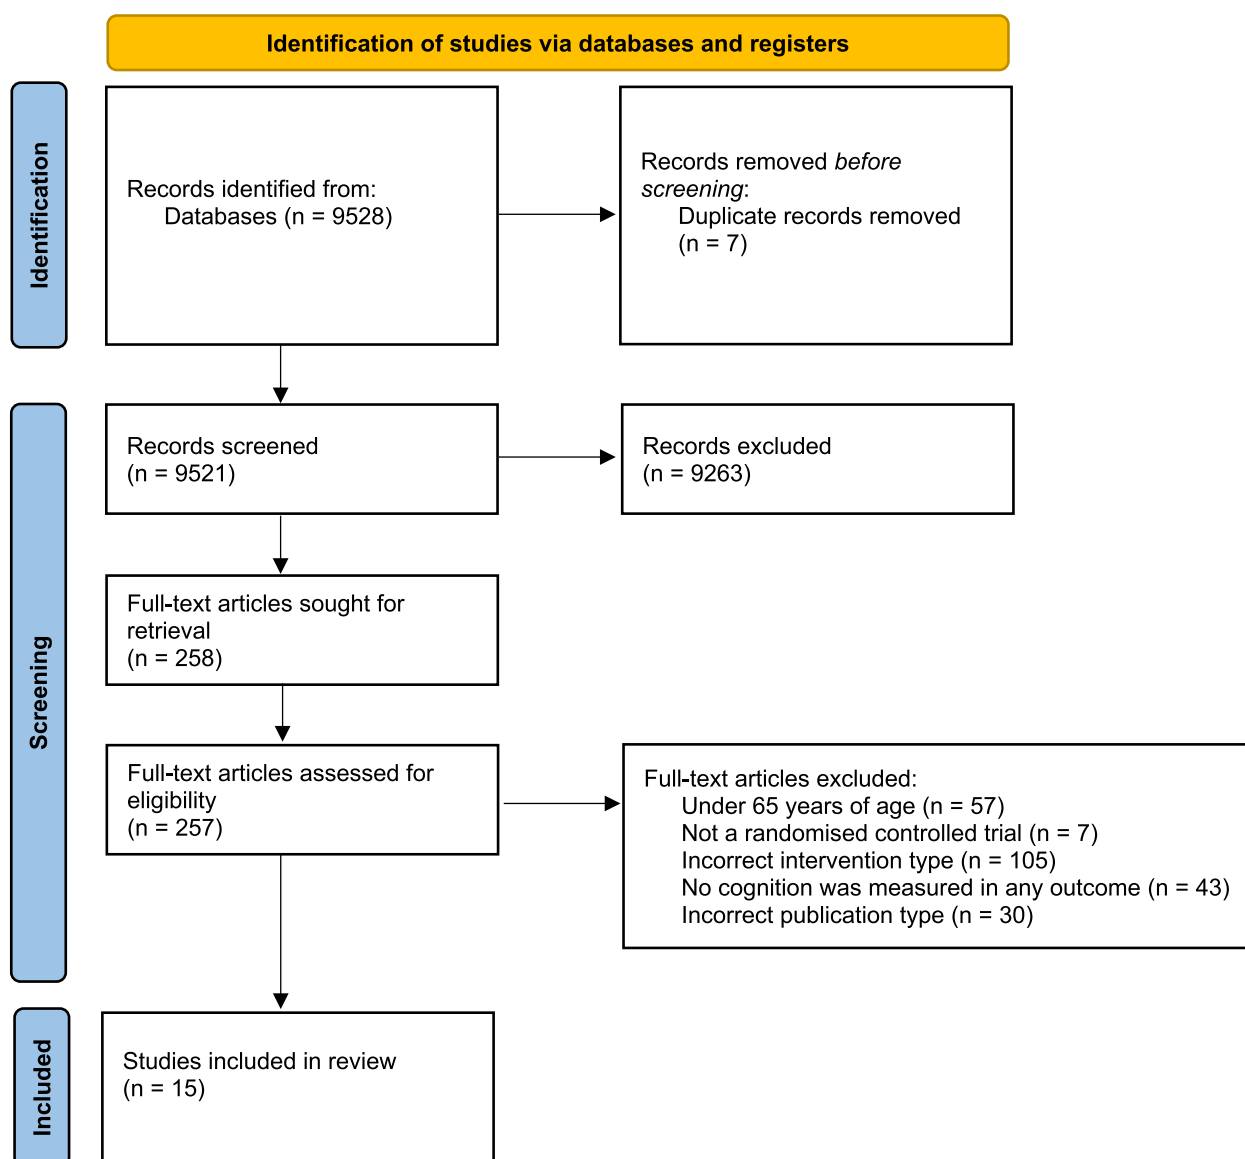 Identification of studies via databases and registers
Identification
Records identified from:
Databases (n = 9528)
Records removed before
screening:
Duplicate records removed
(n = 7)
Screening
Records screened
(n = 9521)
Records excluded
(n = 9263)
Full-text articles sought for
retrieval
(n = 258)
Full-text articles assessed for
eligibility
(n = 257)
Full-text articles excluded:
Under 65 years of age (n = 57)
Not a randomised controlled trial (n = 7)
Incorrect intervention type (n = 105)
No cognition was measured in any outcome (n = 43)
Incorrect publication type (n = 30)
Included
Studies included in review
(n = 15)